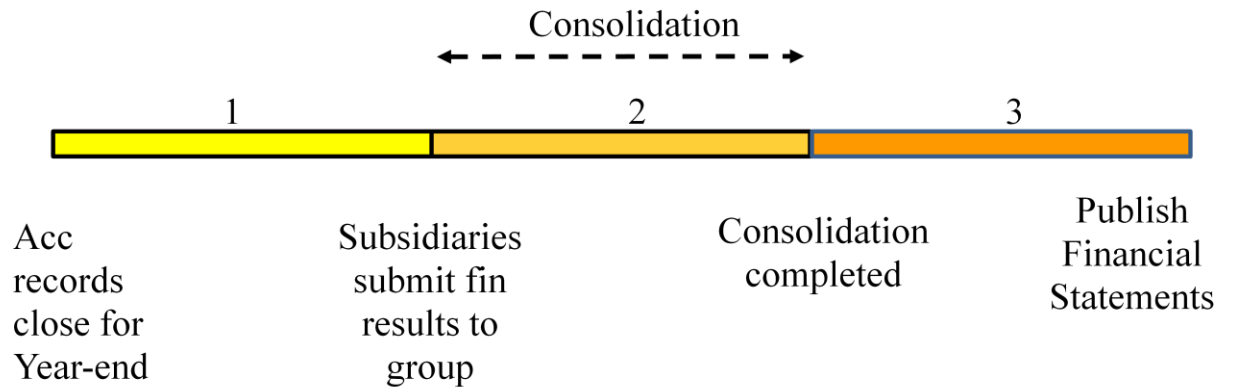 Consolidation
1
2
3
Acc
records
close for
Year-end
Subsidiaries
submit fin
results to
group
Consolidation
completed
Publish
Financial
Statements